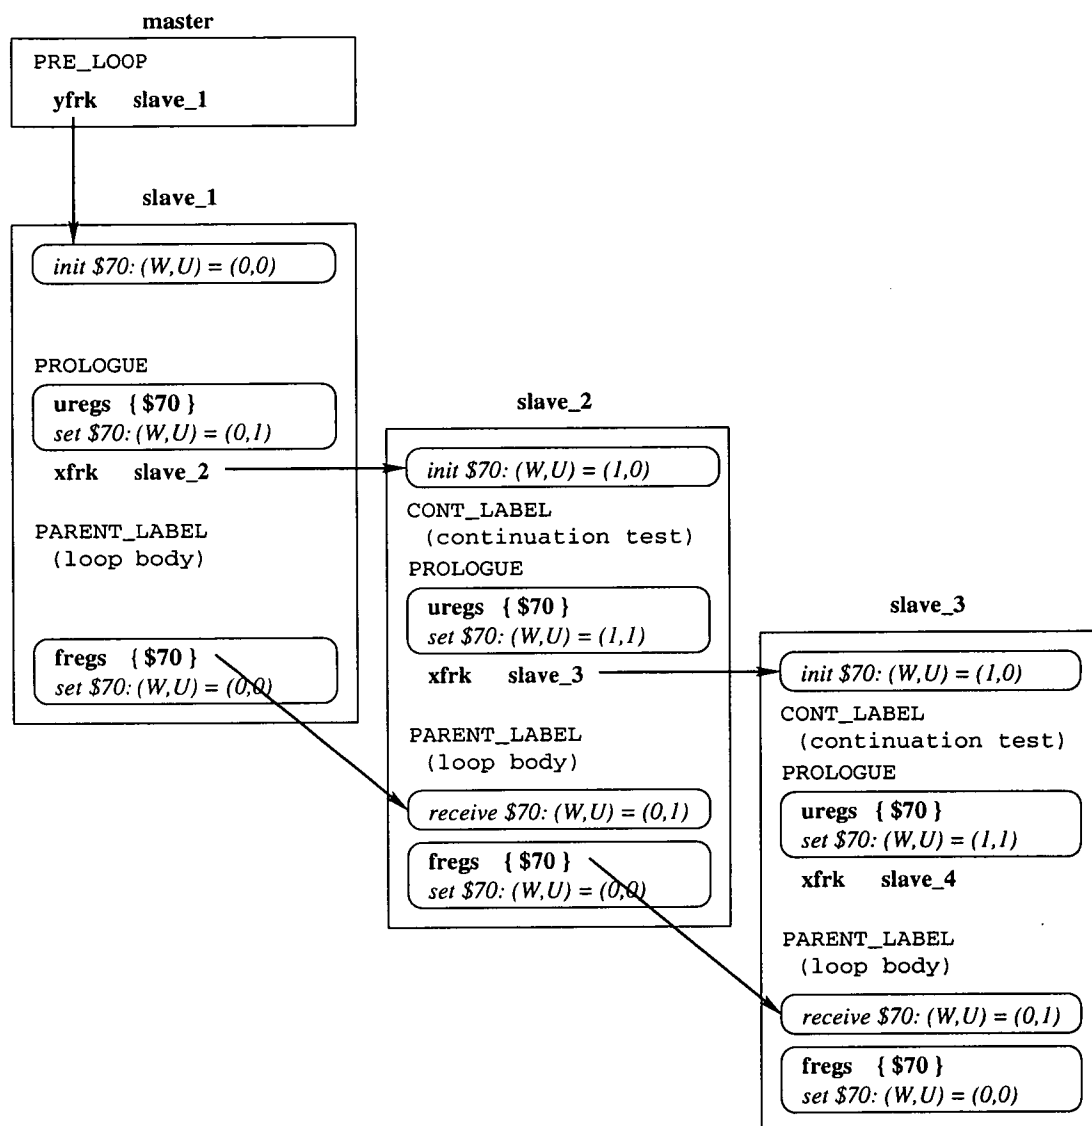 master
PRE_LOOP
yfrk slave_1
slave_1
init $70: (W,U) = (0,0)
PROLOGUE
uregs { $70 }
set $70: (W,U) = (0,1)
xfrk slave_2
PARENT_LABEL
(loop body)
fregs { $70 }
set $70: (W,U) = (0,0)
slave_2
init $70: (W,U) = (1,0)
CONT_LABEL
(continuation test)
PROLOGUE
uregs { $70 }
set $70: (W,U) = (1,1)
xfrk slave_3
PARENT_LABEL
(loop body)
receive $70: (W,U) = (0,1)
fregs { $70 }
set $70: (W,U) = (0,0)
slave_3
init $70: (W,U) = (1,0)
CONT_LABEL
(continuation test)
PROLOGUE
uregs { $70 }
set $70: (W,U) = (1,1)
xfrk slave_4
PARENT_LABEL
(loop body)
receive $70: (W,U) = (0,1)
fregs { $70 }
set $70: (W,U) = (0,0)